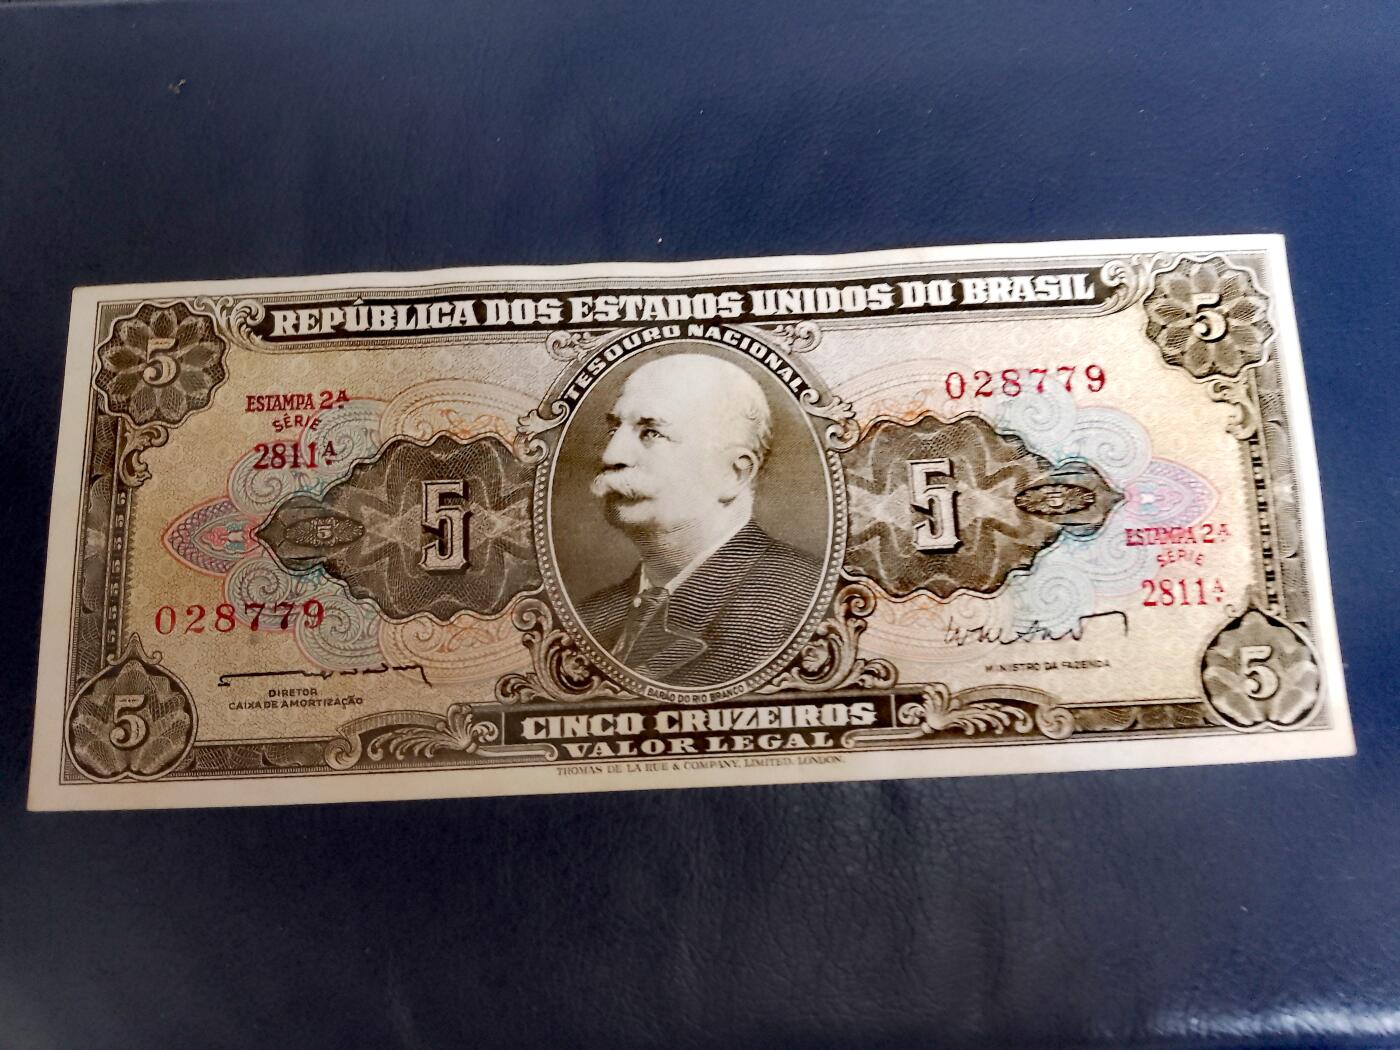 REPÚBLICA DOS ESTADOS UNIDOS DO BRASIL
TESOURO NACIONAL
5
5
ESTAMPA 2A
SÉRIE
2811A
028779
5
5
5
5
ESTAMPA 2A
SÉRIE
2811A
028779
DIRETOR
CAIXA DE AMORTIZAÇÃO
MINISTRO DA FAZENDA
BARÃO DO RIO BRANCO
5
5
CINCO CRUZEIROS
VALOR LEGAL
THOMAS DE LA RUE & COMPANY, LIMITED, LONDON.